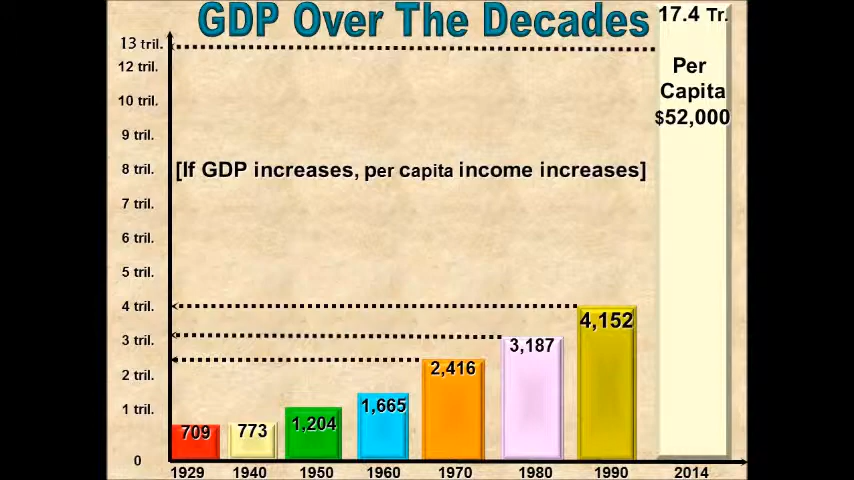 GDP Over The Decades
17.4 Tr.
Per
Capita
$52,000
13 tril.
12 tril.
10 tril.
9 tril.
8 tril.
7 tril.
6 tril.
5 tril.
4 tril.
3 tril.
2 tril.
1 tril.
0
[If GDP increases, per capita income increases]
709
773
1,204
1,665
2,416
3,187
4,152
1929
1940
1950
1960
1970
1980
1990
2014